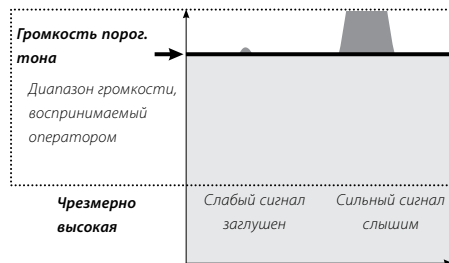 Громкость порог.
тона
Диапазон громкости,
воспринимаемый
оператором
Чрезмерно
высокая
Слабый сигнал
заглушен
Сильный сигнал
слышим